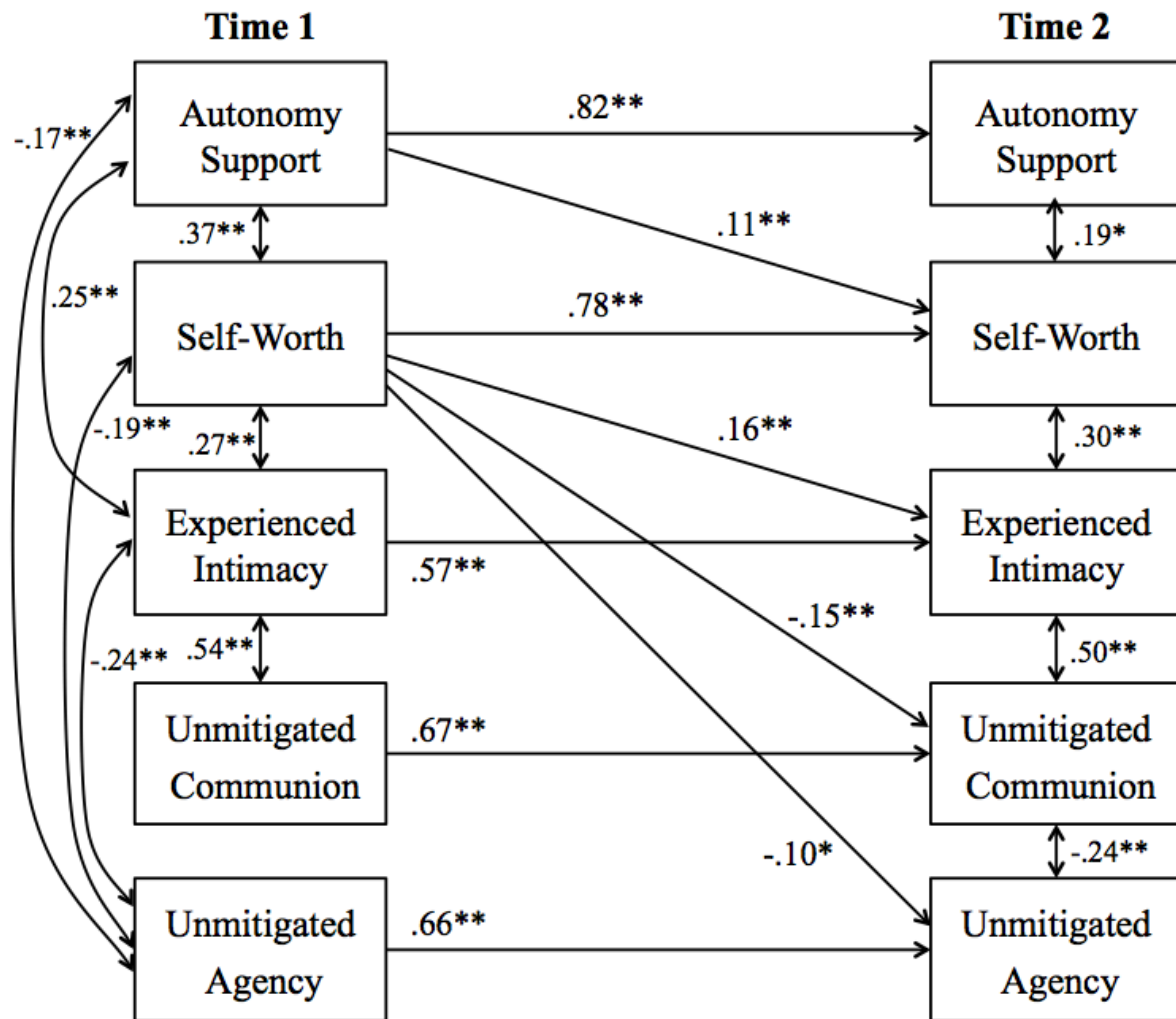 Time 1
Time 2
Autonomy
Support
.82**
Autonomy
Support
-.17**
.37**
.11**
.19*
.25**
Self-Worth
.78**
Self-Worth
-.19**
.27**
.16**
.30**
Experienced
Intimacy
.57**
Experienced
Intimacy
-.24**
.54**
-.15**
.50**
Unmitigated
Communion
.67**
Unmitigated
Communion
-.10*
-.24**
Unmitigated
Agency
.66**
Unmitigated
Agency